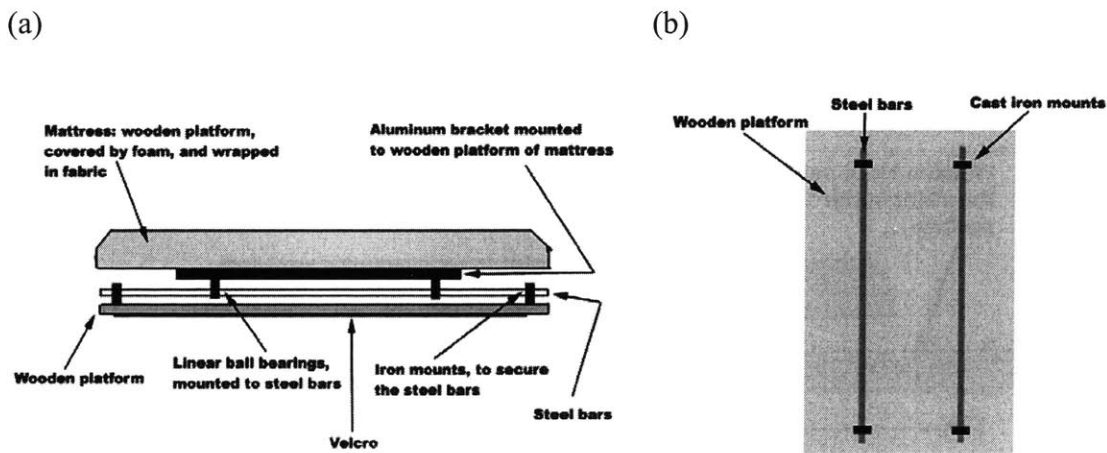 (a)
(b)
Mattress: wooden platform,
covered by foam, and wrapped
in fabric
Aluminum bracket mounted
to wooden platform of mattress
Wooden platform
Linear ball bearings,
mounted to steel bars
Iron mounts, to secure
the steel bars
Steel bars
Velcro
Steel bars
Cast iron mounts
Wooden platform